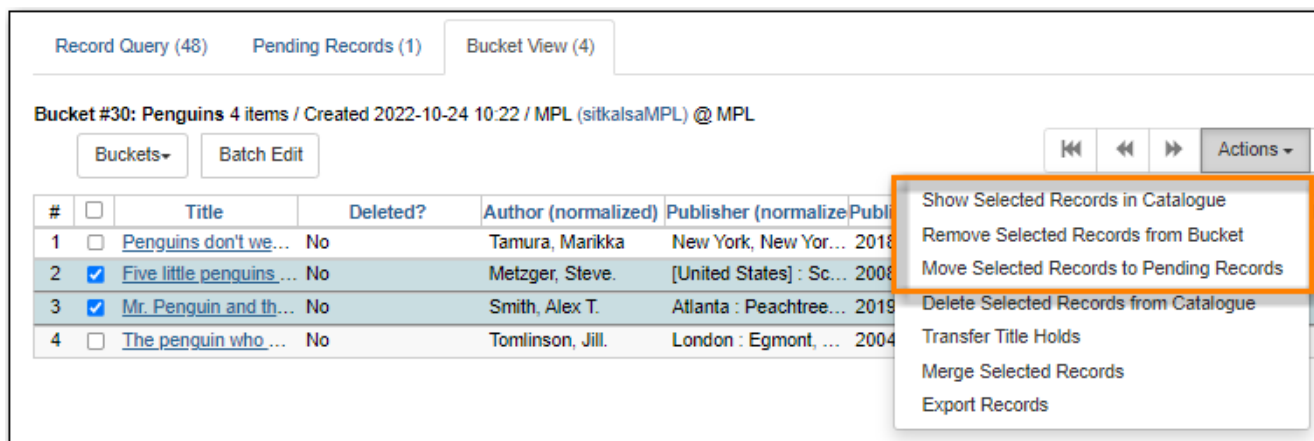 Record Query (48) Pending Records (1) Bucket View (4)
Bucket #30: Penguins 4 items / Created 2022-10-24 10:22 / MPL (sitkalsaMPL) @ MPL
Buckets Batch Edit Actions
# Title Deleted? Author (normalized) Publisher (normalize Publi
1 Penguins don't we... No Tamura, Marikka New York, New Yor... 2018
2 Five little penguins ... No Metzger, Steve. [United States] : Sc... 2008
3 Mr. Penguin and th... No Smith, Alex T. Atlanta : Peachtree... 2019
4 The penguin who ... No Tomlinson, Jill. London : Egmont, ... 2004
Show Selected Records in Catalogue
Remove Selected Records from Bucket
Move Selected Records to Pending Records
Delete Selected Records from Catalogue
Transfer Title Holds
Merge Selected Records
Export Records